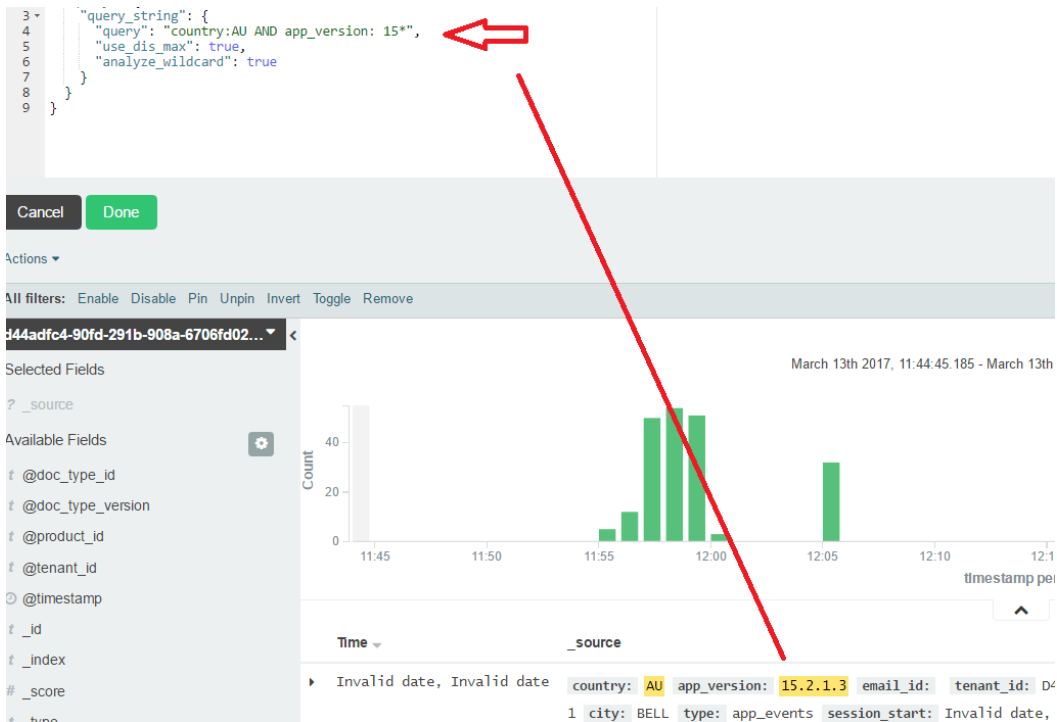 3 "query_string": {
4 "query": "country:AU AND app_version: 15*",
5 "use_dis_max": true,
6 "analyze_wildcard": true
7 }
8 }
9 }
Cancel Done
Actions
All filters: Enable Disable Pin Unpin Invert Toggle Remove
d44adfc4-90fd-291b-908a-6706fd02...
Selected Fields
? _source
Available Fields
t @doc_type_id
t @doc_type_version
t @product_id
t @tenant_id
@timestamp
t _id
t _index
# _score
t _type
March 13th 2017, 11:44:45.185 - March 13th
Count
40
20
0
11:45 11:50 11:55 12:00 12:05 12:10 12:1
timestamp per
Time _source
Invalid date, Invalid date country: AU app_version: 15.2.1.3 email_id: tenant_id: D4
1 city: BELL type: app_events session_start: Invalid date,